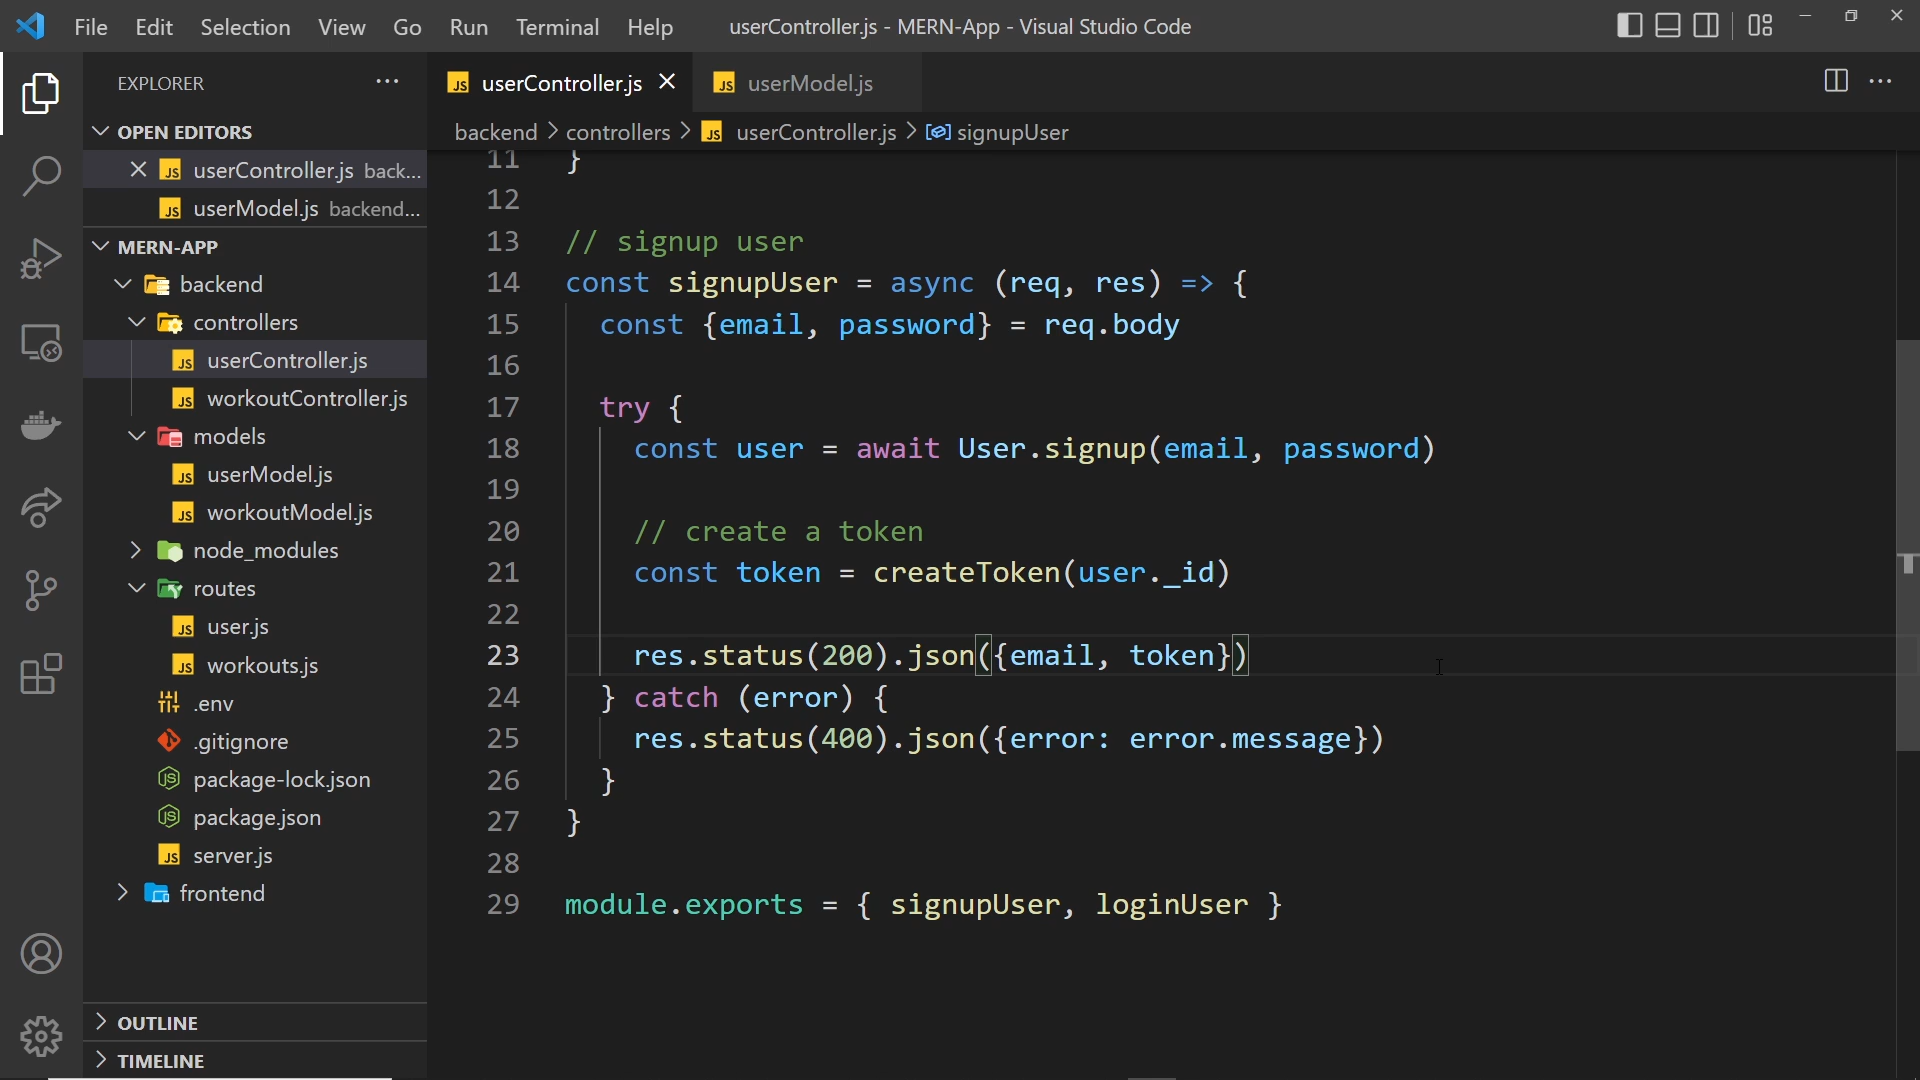 File Edit Selection View Go Run Terminal Help
userController.js - MERN-App - Visual Studio Code
EXPLORER
OPEN EDITORS
userController.js back...
userModel.js backend...
MERN-APP
backend
controllers
userController.js
workoutController.js
models
userModel.js
workoutModel.js
node_modules
routes
user.js
workouts.js
.env
.gitignore
package-lock.json
package.json
server.js
frontend
OUTLINE
TIMELINE
userController.js
userModel.js
backend > controllers > userController.js > signupUser
11 }
12
13 // signup user
14 const signupUser = async (req, res) => {
15 const {email, password} = req.body
16
17 try {
18 const user = await User.signup(email, password)
19
20 // create a token
21 const token = createToken(user._id)
22
23 res.status(200).json({email, token})
24 } catch (error) {
25 res.status(400).json({error: error.message})
26 }
27 }
28
29 module.exports = { signupUser, loginUser }